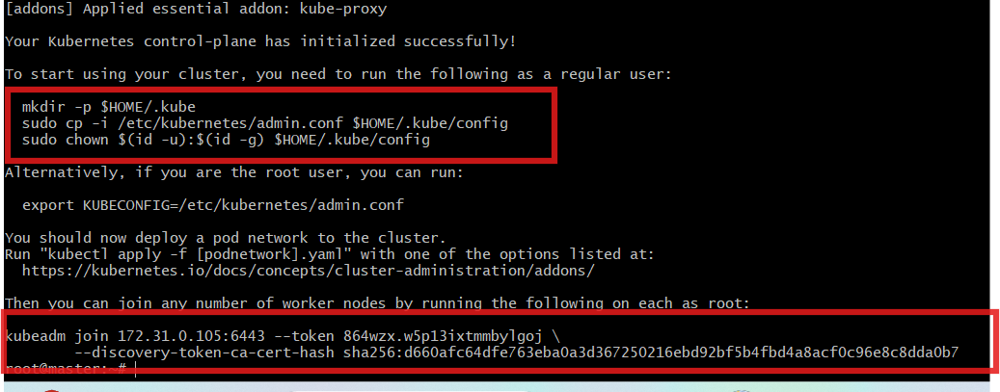 [addons] Applied essential addon: kube-proxy
Your Kubernetes control-plane has initialized successfully!
To start using your cluster, you need to run the following as a regular user:
mkdir -p $HOME/.kube
sudo cp -i /etc/kubernetes/admin.conf $HOME/.kube/config
sudo chown $(id -u):$(id -g) $HOME/.kube/config
Alternatively, if you are the root user, you can run:
export KUBECONFIG=/etc/kubernetes/admin.conf
You should now deploy a pod network to the cluster.
Run "kubectl apply -f [podnetwork].yaml" with one of the options listed at:
https://kubernetes.io/docs/concepts/cluster-administration/addons/
Then you can join any number of worker nodes by running the following on each as root:
kubeadm join 172.31.0.105:6443 --token 864wzx.w5p13ixtmmbylgoj \
--discovery-token-ca-cert-hash sha256:d660afc64dfe763eba0a3d367250216ebd92bf5b4fbd4a8acf0c96e8c8dda0b7
root@master:~#